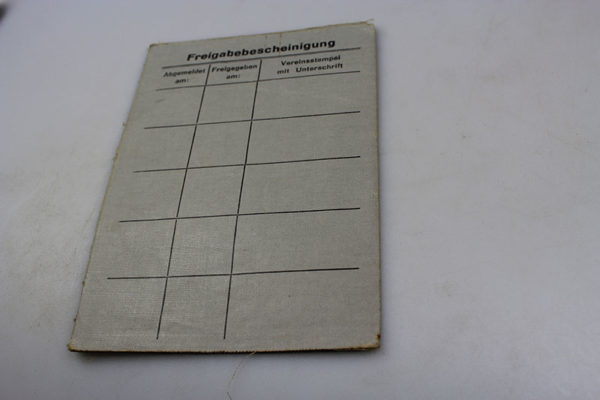 Freigabebescheinigung
Abgemeldet am:
Freigegeben am:
Vereinsstempel
mit Unterschrift